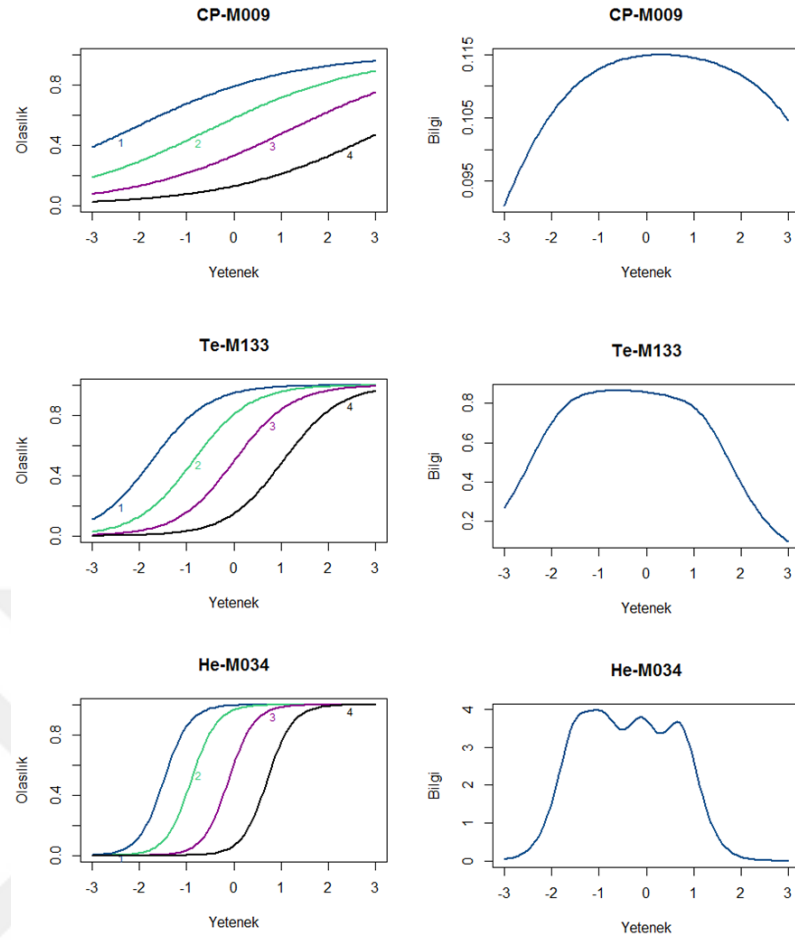 CP-M009
Olasılık
0.0 0.4 0.8
1
2
3
4
-3 -2 -1 0 1 2 3
Yetenek
CP-M009
Bilgi
0.095 0.105 0.115
-3 -2 -1 0 1 2 3
Yetenek
Te-M133
Olasılık
0.0 0.4 0.8
1
2
3
4
-3 -2 -1 0 1 2 3
Yetenek
Te-M133
Bilgi
0.2 0.4 0.6 0.8
-3 -2 -1 0 1 2 3
Yetenek
He-M034
Olasılık
0.0 0.4 0.8
2
3
4
-3 -2 -1 0 1 2 3
Yetenek
He-M034
Bilgi
0 1 2 3 4
-3 -2 -1 0 1 2 3
Yetenek